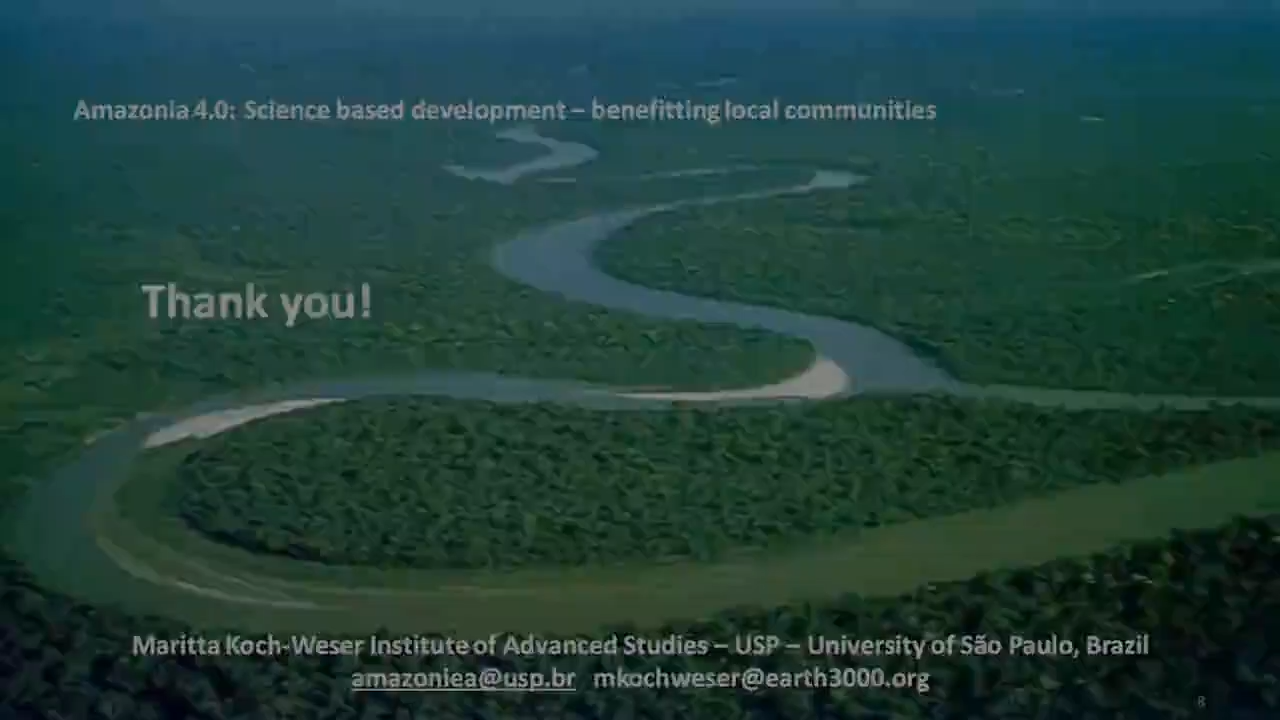 Amazonia 4.0: Science based development – benefitting local communities
Thank you!
Maritta Koch-Weser Institute of Advanced Studies – USP – University of São Paulo, Brazil
amazoniea@usp.br mkochweser@earth3000.org
8